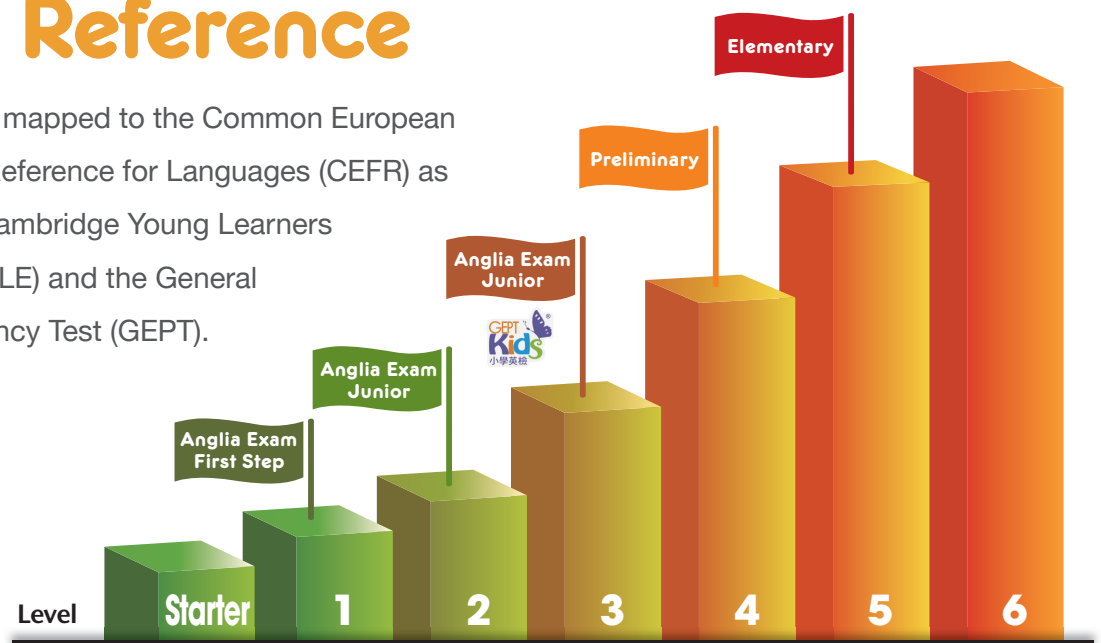 Reference
mapped to the Common European
eference for Languages (CEFR) as
ambridge Young Learners
LE) and the General
ncy Test (GEPT).
Elementary
Preliminary
Anglia Exam
Junior
GEPT
Kids
小學英檢
Anglia Exam
Junior
Anglia Exam
First Step
Level
Starter
1
2
3
4
5
6